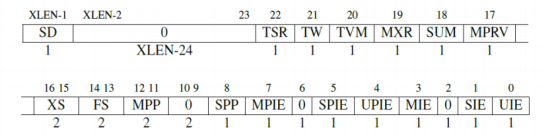 XLEN-1 XLEN-2 23 22 21 20 19 18 17
SD 0 TSR TW TVM MXR SUM MPRV
1 XLEN-24 1 1 1 1 1 1
16 15 14 13 12 11 10 9 8 7 6 5 4 3 2 1 0
XS FS MPP 0 SPP MPIE 0 SPIE UPIE MIE 0 SIE UIE
2 2 2 2 1 1 1 1 1 1 1 1 1